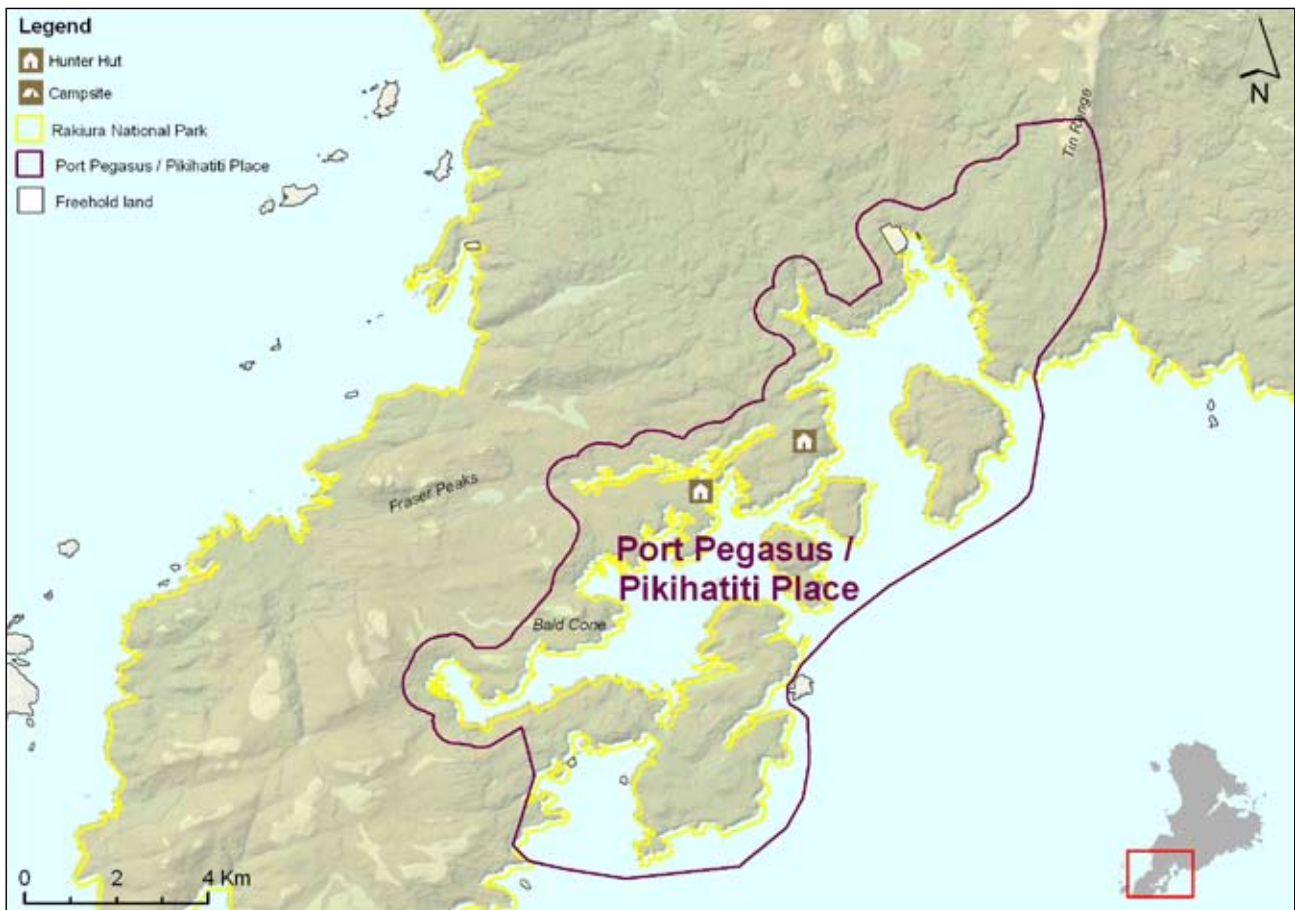 Legend
Hunter Hut
Campsite
Rakiura National Park
Port Pegasus / Pikihatiti Place
Freehold land
N
Tin Range
Fraser Peaks
Port Pegasus /
Pikihatiti Place
Bald Cone
0 2 4 Km